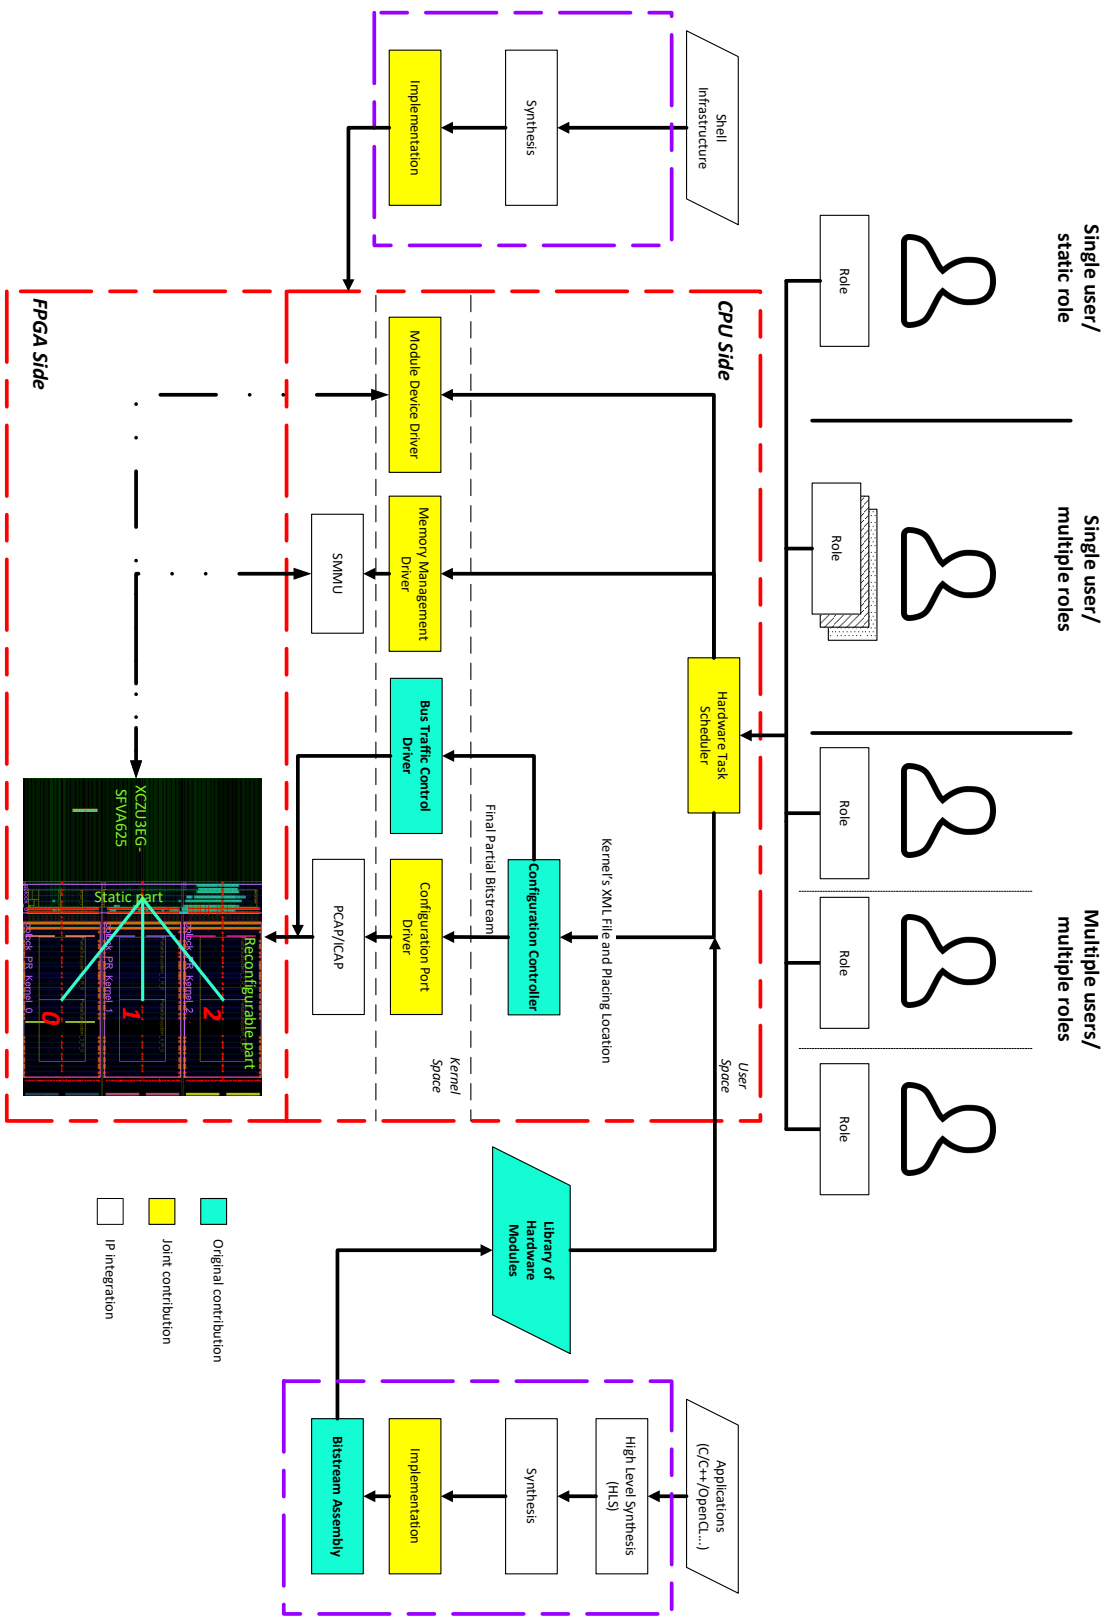 Single user/
static role
Single user/
multiple roles
Multiple users/
multiple roles
Role
Role
Role
Role
Role
Shell
Infrastructure
Synthesis
Implementation
CPU Side
Hardware Task
Scheduler
User
Space
Kernel's XML File and Placing Location
Configuration Controller
Final Partial Bitstream
Kernel
Space
Module Device Driver
Memory Management
Driver
Bus Traffic Control
Driver
Configuration Port
Driver
SMMU
PCAP/ICAP
FPGA Side
XCZU3EG-
SFVA625
Static part
Reconfigurable part
pblock_PR_Kernel_0
pblock_PR_Kernel_1
pblock_PR_Kernel_2
0
1
2
Applications
(C/C++/OpenCL...)
High Level Synthesis
(HLS)
Synthesis
Implementation
Bitstream Assembly
Library of
Hardware
Modules
Original contribution
Joint contribution
IP integration